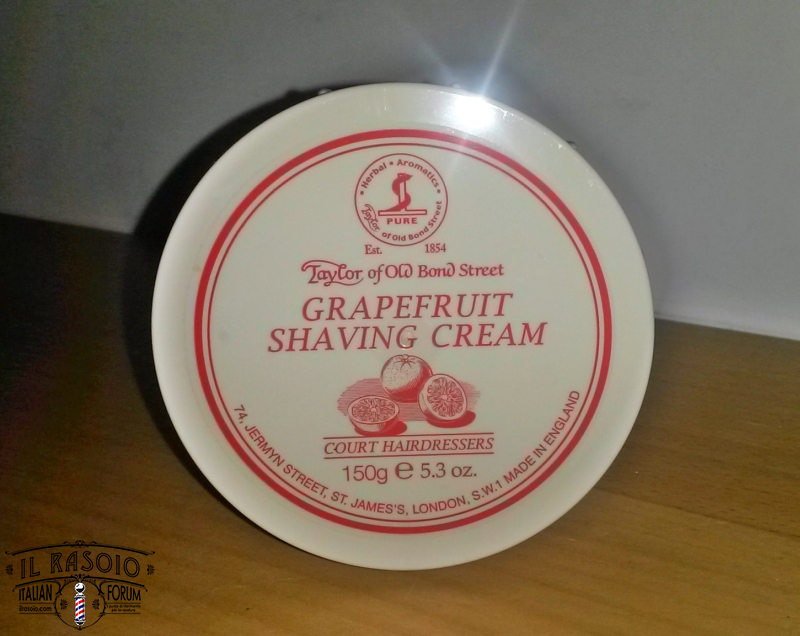 Herbal • Aromatics •
PURE
Taylor of Old Bond Street
Est. 1854
Taylor of Old Bond Street
GRAPEFRUIT
SHAVING CREAM
COURT HAIRDRESSERS
150g ℮ 5.3 oz.
74, JERMYN STREET, ST. JAMES'S, LONDON, S.W.1 MADE IN ENGLAND
IL RASOIO
ITALIAN FORUM
ilrasoio.com